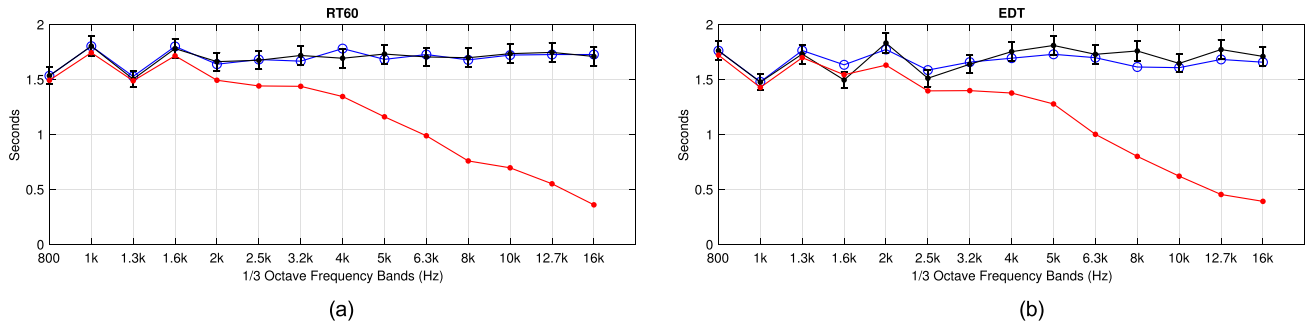 RT60
2
1.5
1
0.5
0
Seconds
800 1k 1.3k 1.6k 2k 2.5k 3.2k 4k 5k 6.3k 8k 10k 12.7k 16k
1/3 Octave Frequency Bands (Hz)
(a)
EDT
2
1.5
1
0.5
0
Seconds
800 1k 1.3k 1.6k 2k 2.5k 3.2k 4k 5k 6.3k 8k 10k 12.7k 16k
1/3 Octave Frequency Bands (Hz)
(b)